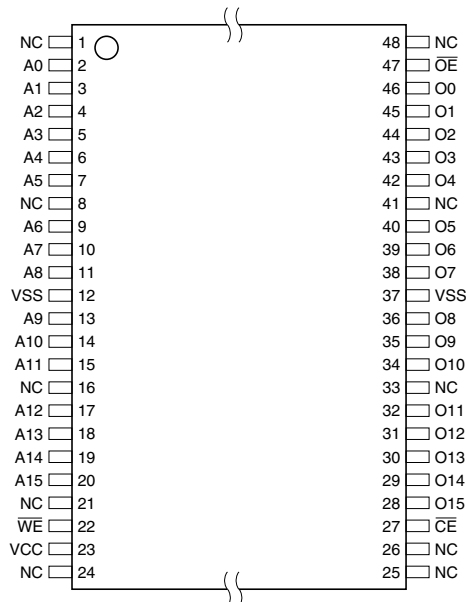 NC 1 48 NC
A0 2 47 O̅E̅
A1 3 46 O0
A2 4 45 O1
A3 5 44 O2
A4 6 43 O3
A5 7 42 O4
NC 8 41 NC
A6 9 40 O5
A7 10 39 O6
A8 11 38 O7
VSS 12 37 VSS
A9 13 36 O8
A10 14 35 O9
A11 15 34 O10
NC 16 33 NC
A12 17 32 O11
A13 18 31 O12
A14 19 30 O13
A15 20 29 O14
NC 21 28 O15
W̅E̅ 22 27 C̅E̅
VCC 23 26 NC
NC 24 25 NC